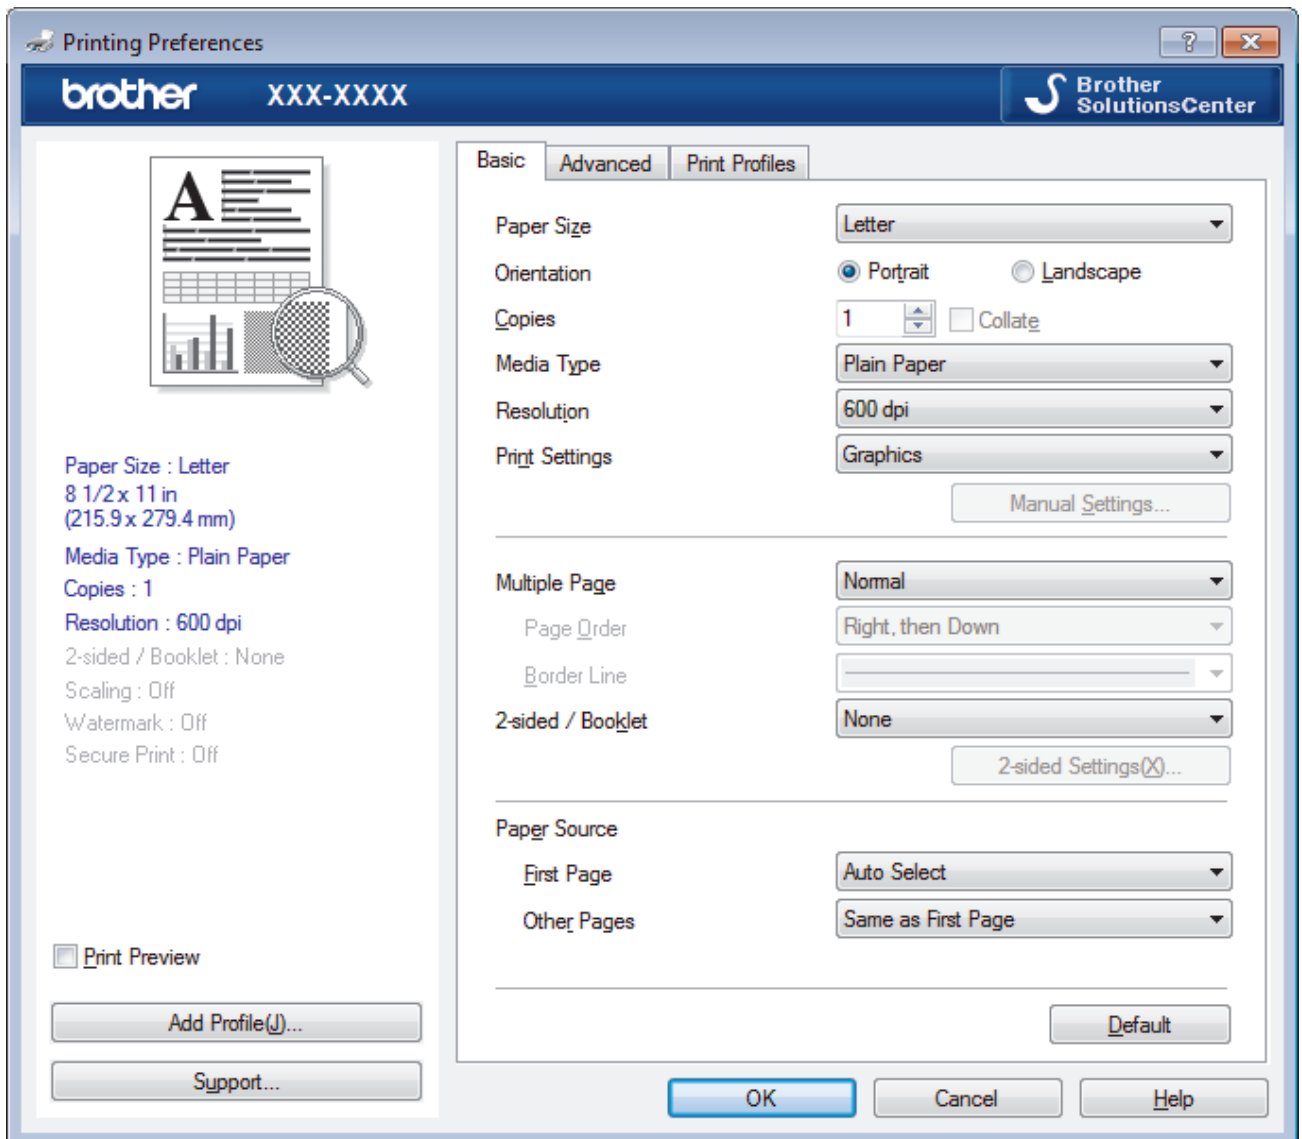 Printing Preferences
brother XXX-XXXX
Brother
SolutionsCenter
Basic Advanced Print Profiles
A
Paper Size Letter
Orientation Portrait Landscape
Copies 1 Collate
Media Type Plain Paper
Resolution 600 dpi
Print Settings Graphics
Manual Settings...
Paper Size : Letter
8 1/2 x 11 in
(215.9 x 279.4 mm)
Media Type : Plain Paper
Copies : 1
Resolution : 600 dpi
2-sided / Booklet : None
Scaling : Off
Watermark : Off
Secure Print : Off
Multiple Page Normal
Page Order Right, then Down
Border Line
2-sided / Booklet None
2-sided Settings(X)...
Paper Source
First Page Auto Select
Other Pages Same as First Page
Print Preview
Add Profile(J)...
Support...
Default
OK Cancel Help